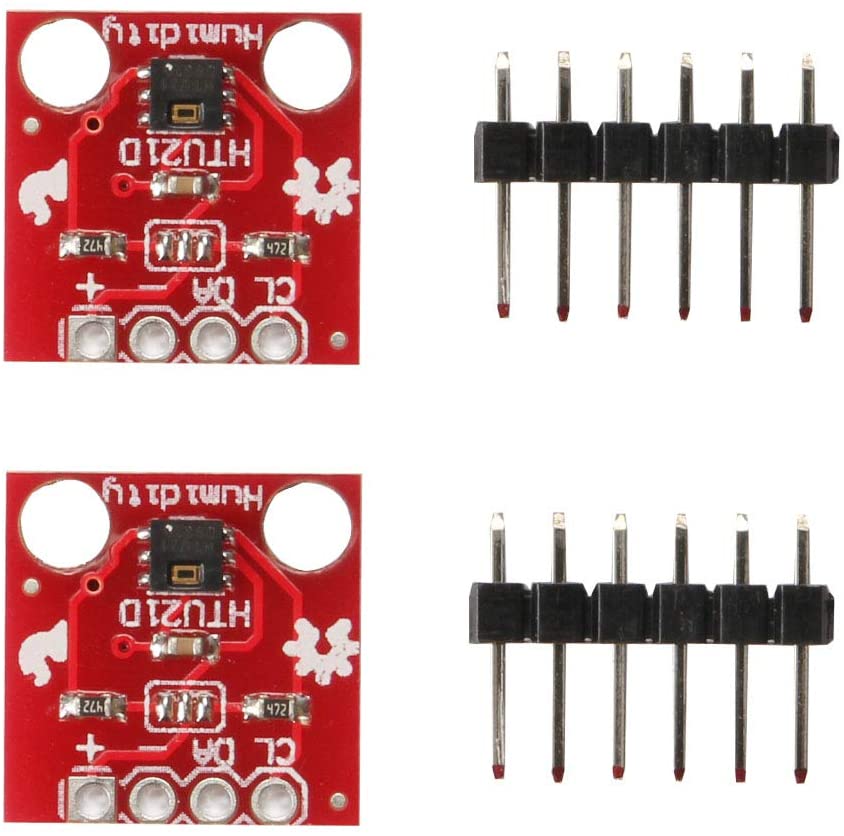 Humidity
HTU21D
472 472
+ - DA CL
Humidity
HTU21D
472 472
+ - DA CL